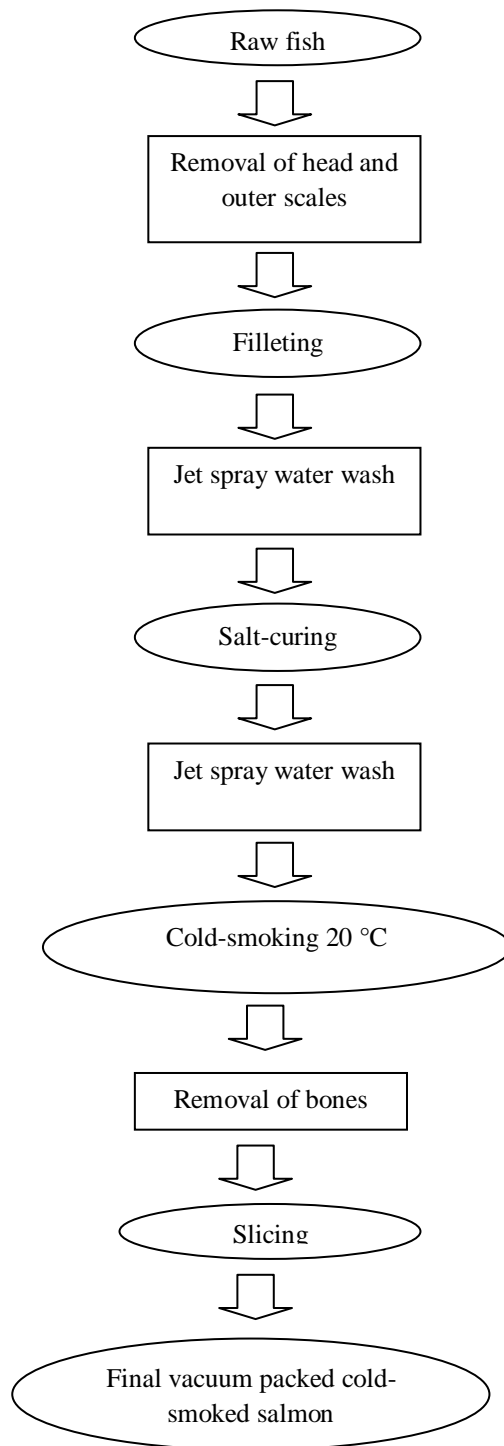 Raw fish
Removal of head and
outer scales
Filleting
Jet spray water wash
Salt-curing
Jet spray water wash
Cold-smoking 20 °C
Removal of bones
Slicing
Final vacuum packed cold-
smoked salmon